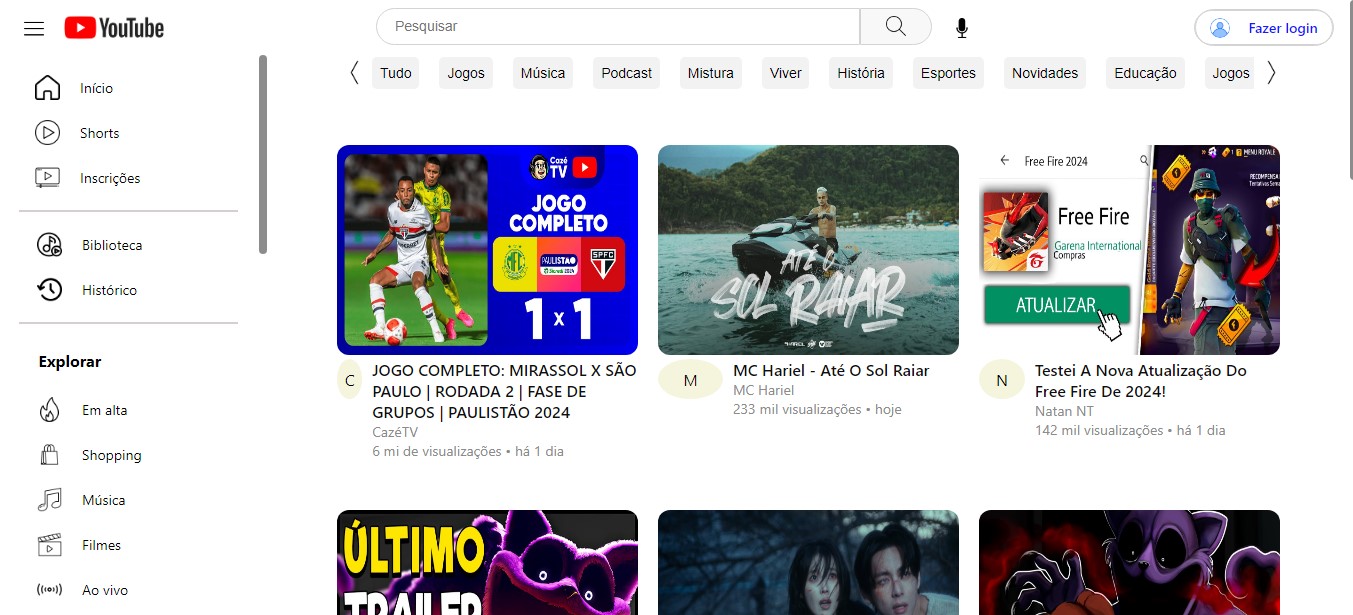 YouTube
Pesquisar
Fazer login
Tudo
Jogos
Música
Podcast
Mistura
Viver
História
Esportes
Novidades
Educação
Jogos
Início
Shorts
Inscrições
Biblioteca
Histórico
Explorar
Em alta
Shopping
Música
Filmes
Ao vivo
Cazé
TV
JOGO
COMPLETO
PAULISTÃO
SPFC
1 x 1
C
JOGO COMPLETO: MIRASSOL X SÃO
PAULO | RODADA 2 | FASE DE
GRUPOS | PAULISTÃO 2024
CazéTV
6 mi de visualizações • há 1 dia
ATÉ O
SOL RAIAR
M
MC Hariel - Até O Sol Raiar
MC Hariel
233 mil visualizações • hoje
Free Fire 2024
Free Fire
Garena International
Compras
ATUALIZAR
MENU ROYALE
RECOMPENSA
N
Testei A Nova Atualização Do
Free Fire De 2024!
Natan NT
142 mil visualizações • há 1 dia
ÚLTIMO
TRAILER